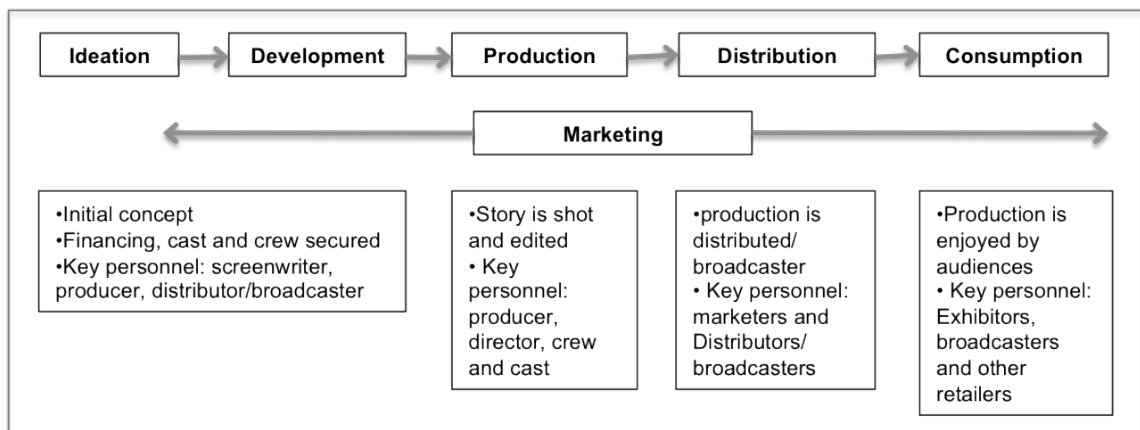 Ideation
Development
Production
Distribution
Consumption
Marketing
•Initial concept
•Financing, cast and crew secured
•Key personnel: screenwriter,
producer, distributor/broadcaster
•Story is shot
and edited
• Key
personnel:
producer,
director, crew
and cast
•production is
distributed/
broadcaster
• Key personnel:
marketers and
Distributors/
broadcasters
•Production is
enjoyed by
audiences
• Key personnel:
Exhibitors,
broadcasters
and other
retailers